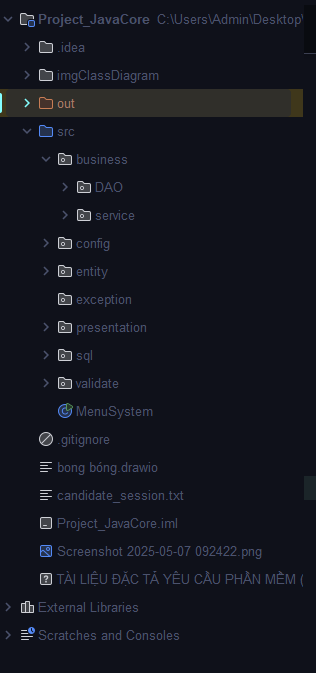 Project_JavaCore C:\Users\Admin\Desktop\
.idea
imgClassDiagram
out
src
business
DAO
service
config
entity
exception
presentation
sql
validate
MenuSystem
.gitignore
bong bóng.drawio
candidate_session.txt
Project_JavaCore.iml
Screenshot 2025-05-07 092422.png
TÀI LIỆU ĐẶC TẢ YÊU CẦU PHẦN MỀM (
External Libraries
Scratches and Consoles